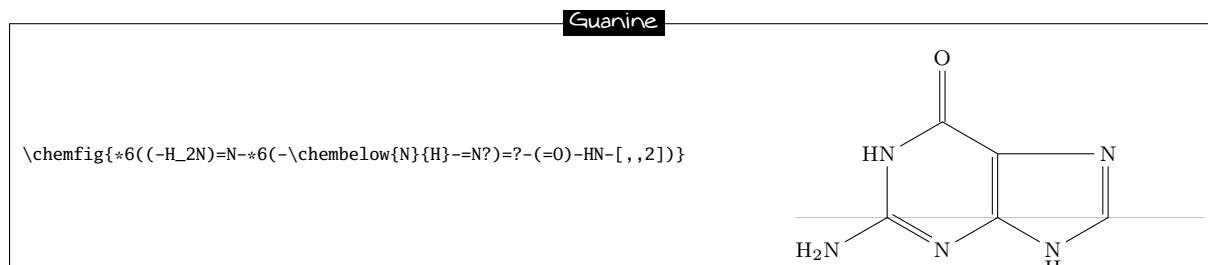 Guanine
\chemfig{*6((-H_2N)=N-*6(-\chembelow{N}{H}-=N?)=?-(=O)-HN-[,,2])}
O
HN
N
H₂N
N
N
H